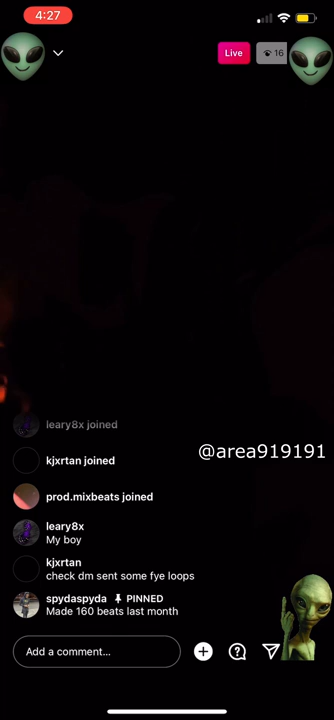 4:27
Live
16
leary8x joined
kjxrtan joined
@area919191
prod.mixbeats joined
leary8x
My boy
kjxrtan
check dm sent some fye loops
spydaspyda PINNED
Made 160 beats last month
Add a comment...